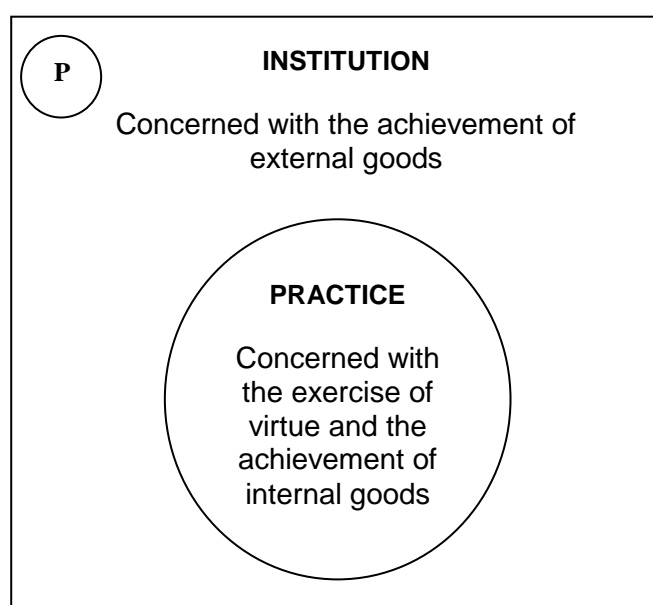 P
INSTITUTION
Concerned with the achievement of
external goods
PRACTICE
Concerned with
the exercise of
virtue and the
achievement of
internal goods